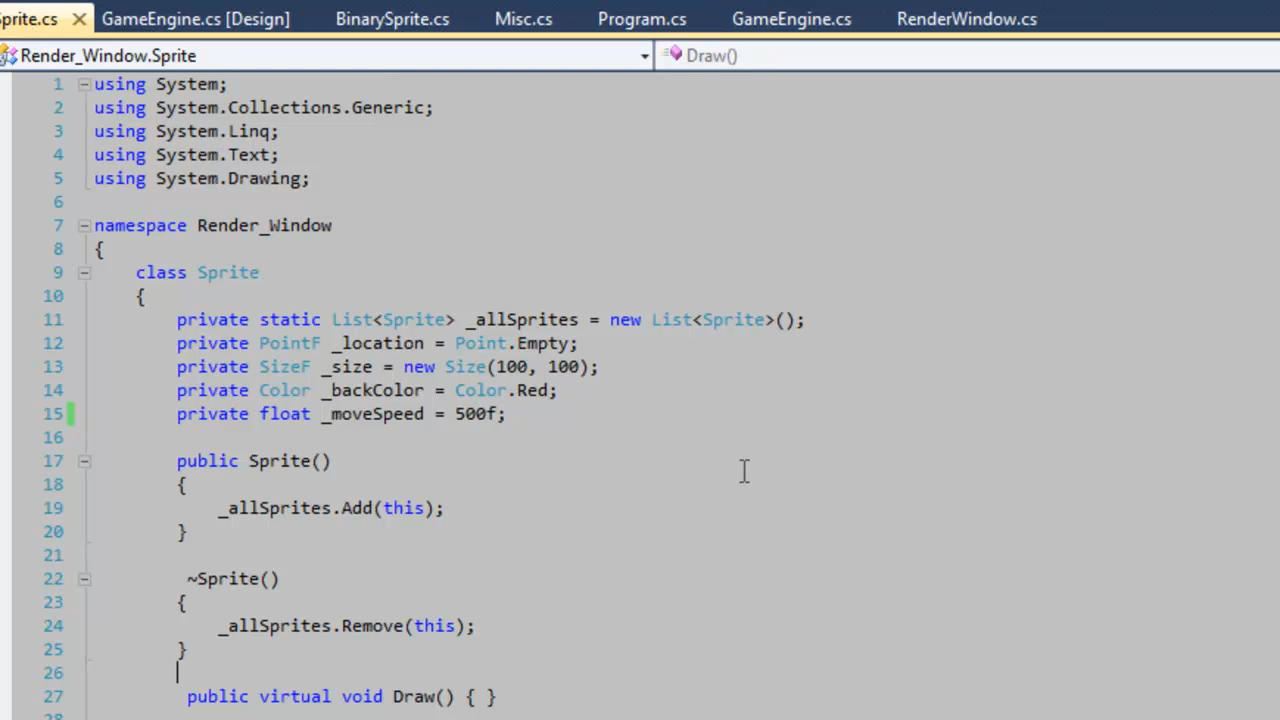 Sprite.cs GameEngine.cs [Design] BinarySprite.cs Misc.cs Program.cs GameEngine.cs RenderWindow.cs
Render_Window.Sprite Draw()
1 using System;
2 using System.Collections.Generic;
3 using System.Linq;
4 using System.Text;
5 using System.Drawing;
6
7 namespace Render_Window
8 {
9 class Sprite
10 {
11 private static List<Sprite> _allSprites = new List<Sprite>();
12 private PointF _location = Point.Empty;
13 private SizeF _size = new Size(100, 100);
14 private Color _backColor = Color.Red;
15 private float _moveSpeed = 500f;
16
17 public Sprite()
18 {
19 _allSprites.Add(this);
20 }
21
22 ~Sprite()
23 {
24 _allSprites.Remove(this);
25 }
26
27 public virtual void Draw() { }
28